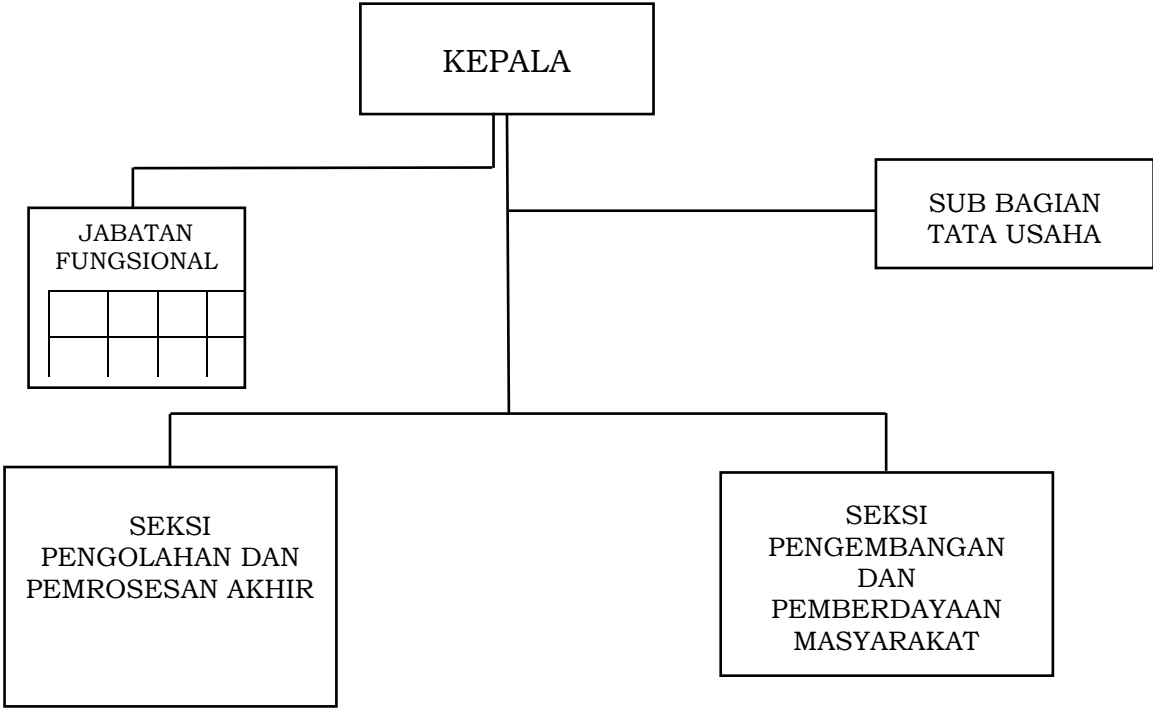 KEPALA
SUB BAGIAN
TATA USAHA
JABATAN
FUNGSIONAL
SEKSI
PENGOLAHAN DAN
PEMROSESAN AKHIR
SEKSI
PENGEMBANGAN
DAN
PEMBERDAYAAN
MASYARAKAT